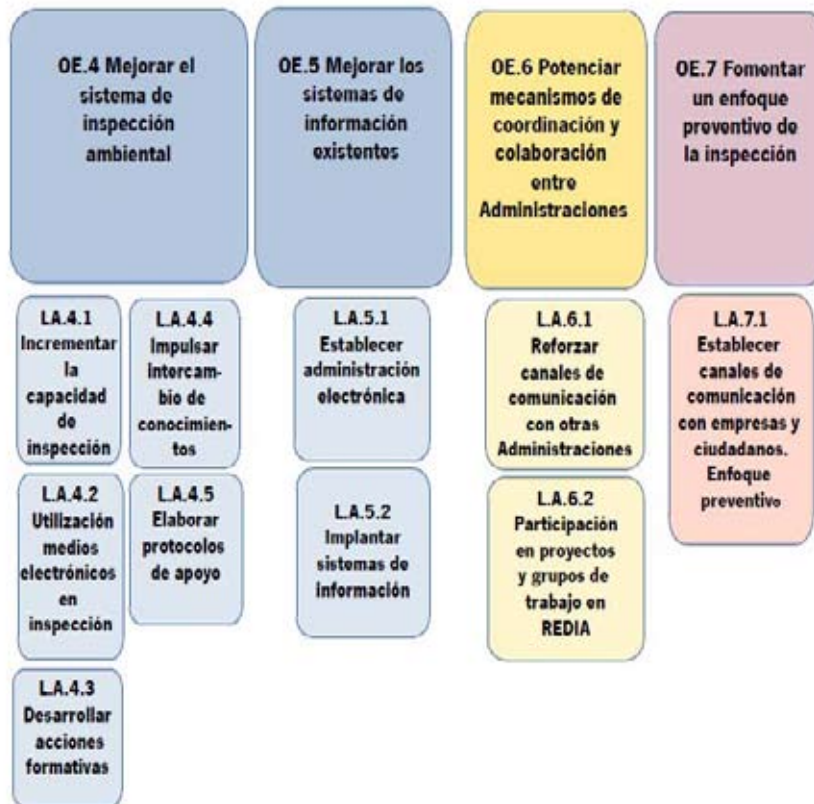 OE.4 Mejorar el
sistema de
inspección
ambiental
OE.5 Mejorar los
sistemas de
información
existentes
OE.6 Potenciar
mecanismos de
coordinación y
colaboración
entre
Administraciones
OE.7 Fomentar
un enfoque
preventivo de
la inspección
L.A.4.1
Incrementar
la
capacidad
de
inspección
L.A.4.2
Utilización
medios
electrónicos
en
inspección
L.A.4.3
Desarrollar
acciones
formativas
L.A.4.4
Impulsar
intercam-
bio de
conocimien-
tos
L.A.4.5
Elaborar
protocolos
de apoyo
L.A.5.1
Establecer
administración
electrónica
L.A.5.2
Implantar
sistemas de
información
L.A.6.1
Reforzar
canales de
comunicación
con otras
Administraciones
L.A.6.2
Participación
en proyectos
y grupos de
trabajo en
REDIA
L.A.7.1
Establecer
canales de
comunicación
con empresas y
ciudadanos.
Enfoque
preventivo